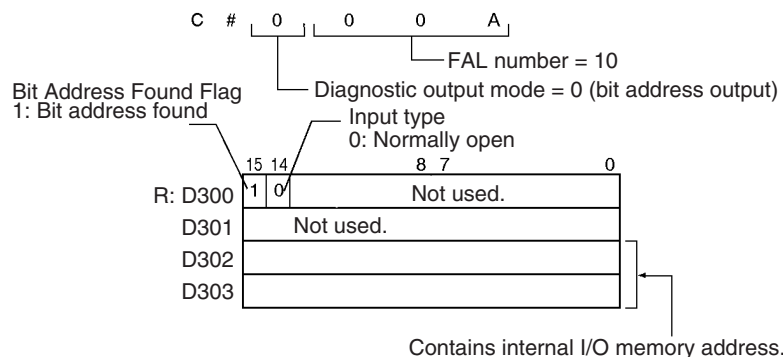 C # 0 0 0 A
FAL number = 10
Diagnostic output mode = 0 (bit address output)
Bit Address Found Flag
1: Bit address found
Input type
0: Normally open
15 14 8 7 0
R: D300 1 0 Not used.
D301 Not used.
D302
D303
Contains internal I/O memory address.